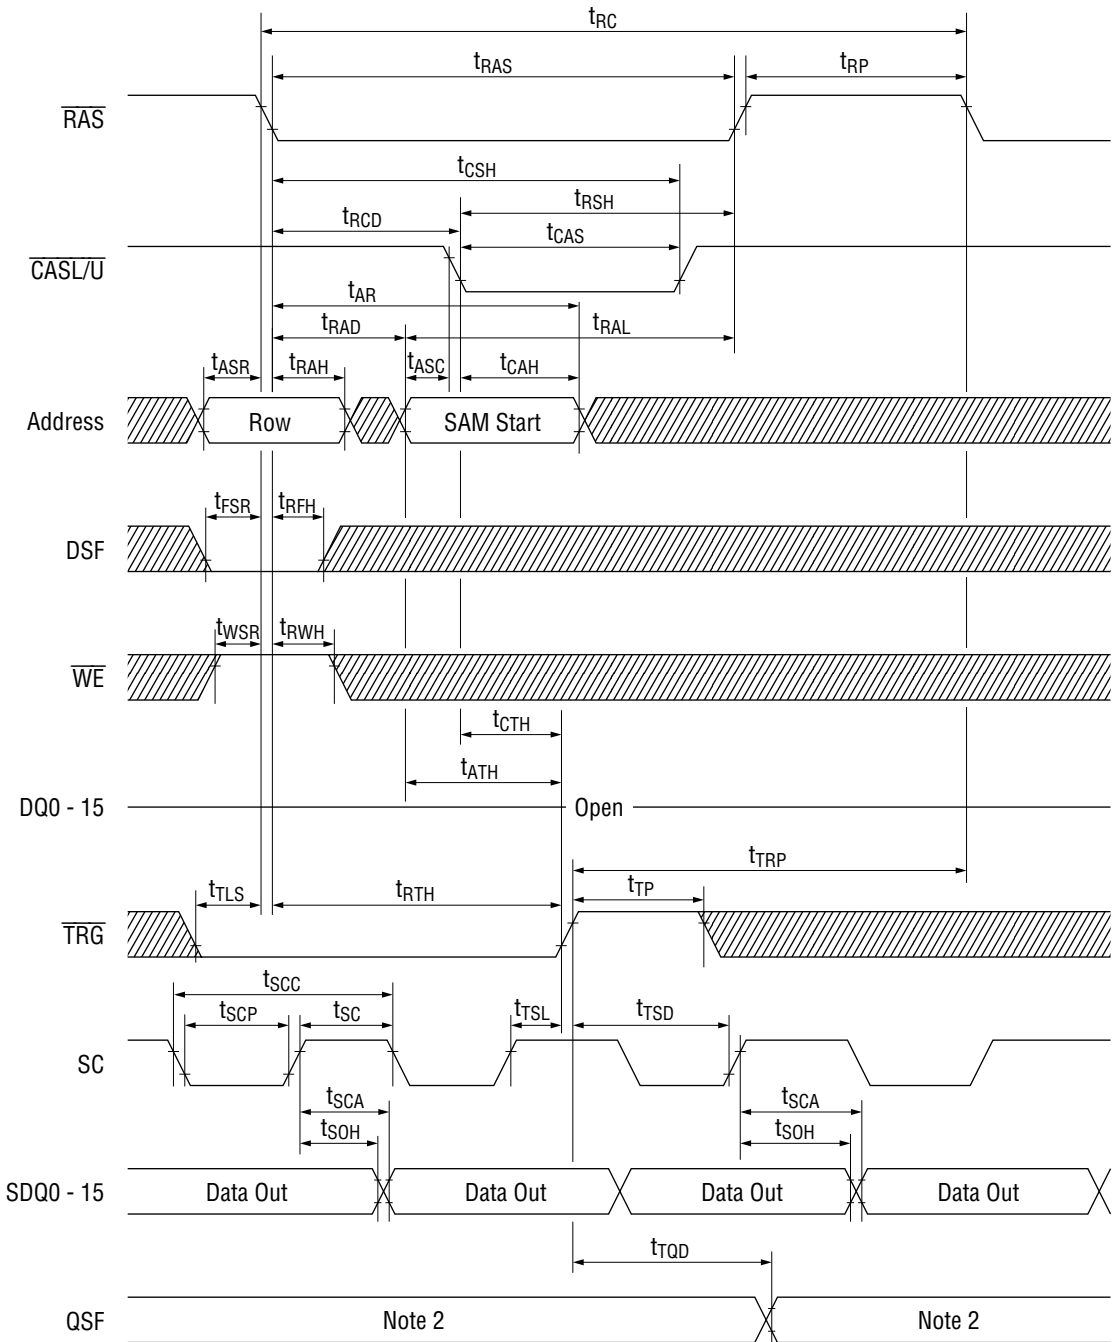 tRC
tRAS
tRP
RAS
tCSH
tRSH
tRCD
tCAS
CASL/U
tAR
tRAD
tRAL
tASR
tRAH
tASC
tCAH
Address
Row
SAM Start
tFSR
tRFH
DSF
tWSR
tRWH
WE
tCTH
tATH
DQ0 - 15
Open
tTRP
tTLS
tRTH
tTP
TRG
tSCC
tSCP
tSC
tTSL
tTSD
SC
tSCA
tSCA
tSOH
tSOH
SDQ0 - 15
Data Out
Data Out
Data Out
Data Out
tTQD
QSF
Note 2
Note 2